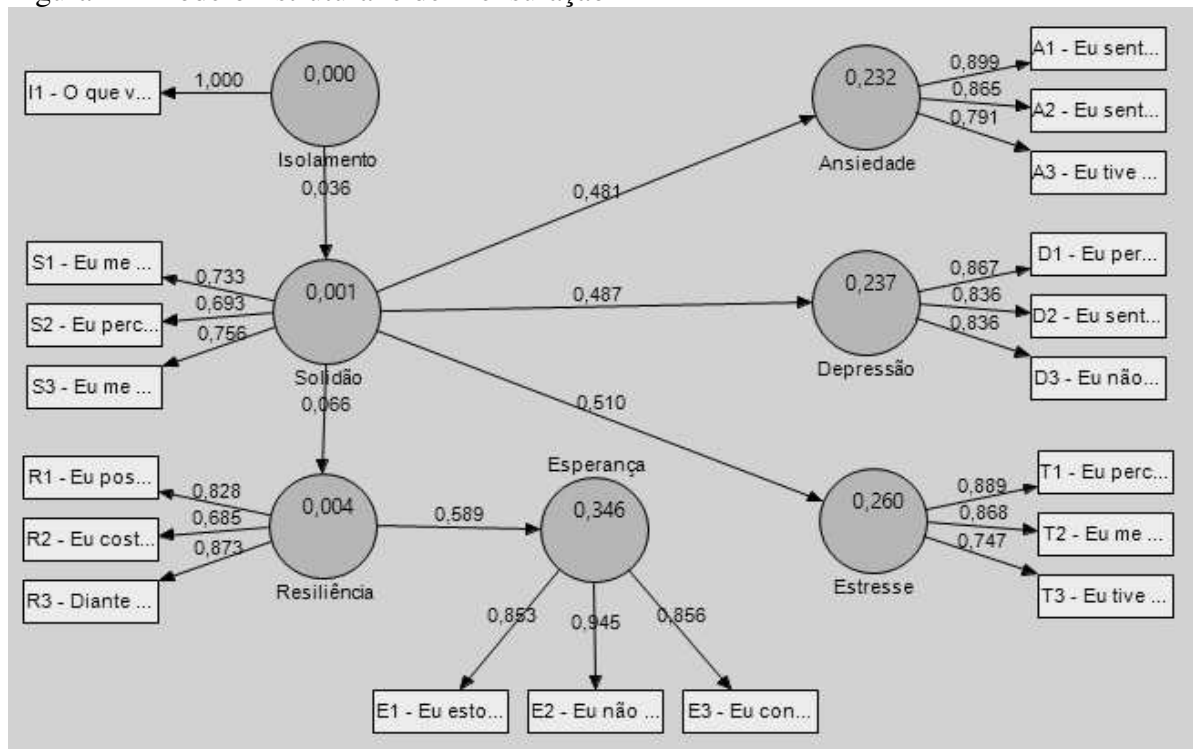 I1 - O que v...
1,000
0,000
Isolamento
0,036
S1 - Eu me ...
S2 - Eu perc...
S3 - Eu me ...
0,733
0,693
0,756
0,001
Solidão
0,066
R1 - Eu pos...
R2 - Eu cost...
R3 - Diante ...
0,828
0,685
0,873
0,004
Resiliência
0,589
Esperança
0,346
0,853
0,945
0,856
E1 - Eu esto...
E2 - Eu não ...
E3 - Eu con...
0,481
0,232
Ansiedade
0,899
0,865
0,791
A1 - Eu sent...
A2 - Eu sent...
A3 - Eu tive ...
0,487
0,237
Depressão
0,867
0,836
0,836
D1 - Eu per...
D2 - Eu sent...
D3 - Eu não...
0,510
0,260
Estresse
0,889
0,868
0,747
T1 - Eu perc...
T2 - Eu me ...
T3 - Eu tive ...